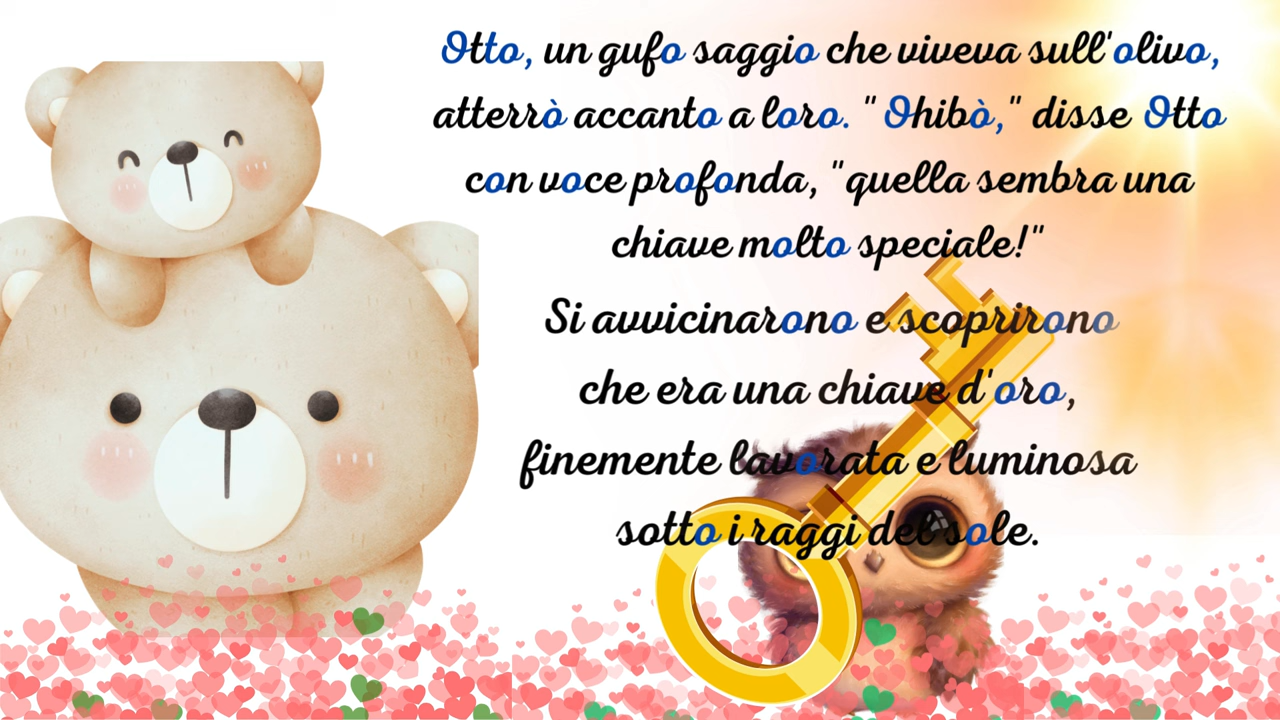 Otto, un gufo saggio che viveva sull'olivo,
atterrò accanto a loro. "Ohibò," disse Otto
con voce profonda, "quella sembra una
chiave molto speciale!"
Si avvicinarono e scoprirono
che era una chiave d'oro,
finemente lavorata e luminosa
sotto i raggi del sole.